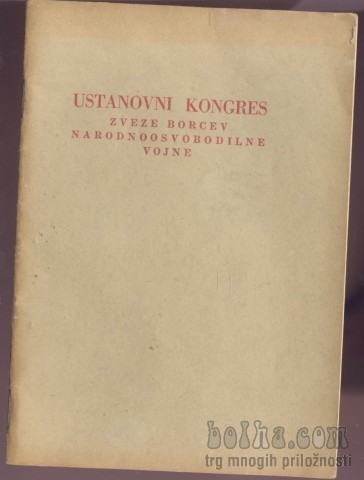 USTANOVNI KONGRES
ZVEZE BORCEV
NARODNOOSVOBODILNE
VOJNE
bolha.com
trg mnogih priložnosti